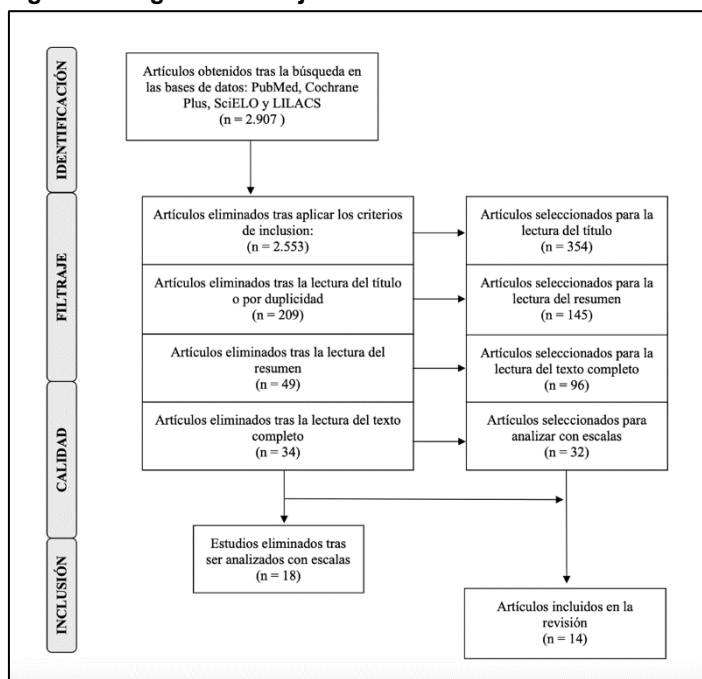 IDENTIFICACIÓN
Artículos obtenidos tras la búsqueda en
las bases de datos: PubMed, Cochrane
Plus, SciELO y LILACS
(n = 2.907 )
FILTRAJE
Artículos eliminados tras aplicar los criterios
de inclusion:
(n = 2.553)
Artículos seleccionados para la
lectura del título
(n = 354)
Artículos eliminados tras la lectura del título
o por duplicidad
(n = 209)
Artículos seleccionados para la
lectura del resumen
(n = 145)
Artículos eliminados tras la lectura del
resumen
(n = 49)
Artículos seleccionados para la
lectura del texto completo
(n = 96)
CALIDAD
Artículos eliminados tras la lectura del texto
completo
(n = 34)
Artículos seleccionados para
analizar con escalas
(n = 32)
INCLUSIÓN
Estudios eliminados tras
ser analizados con escalas
(n = 18)
Artículos incluidos en la
revisión
(n = 14)